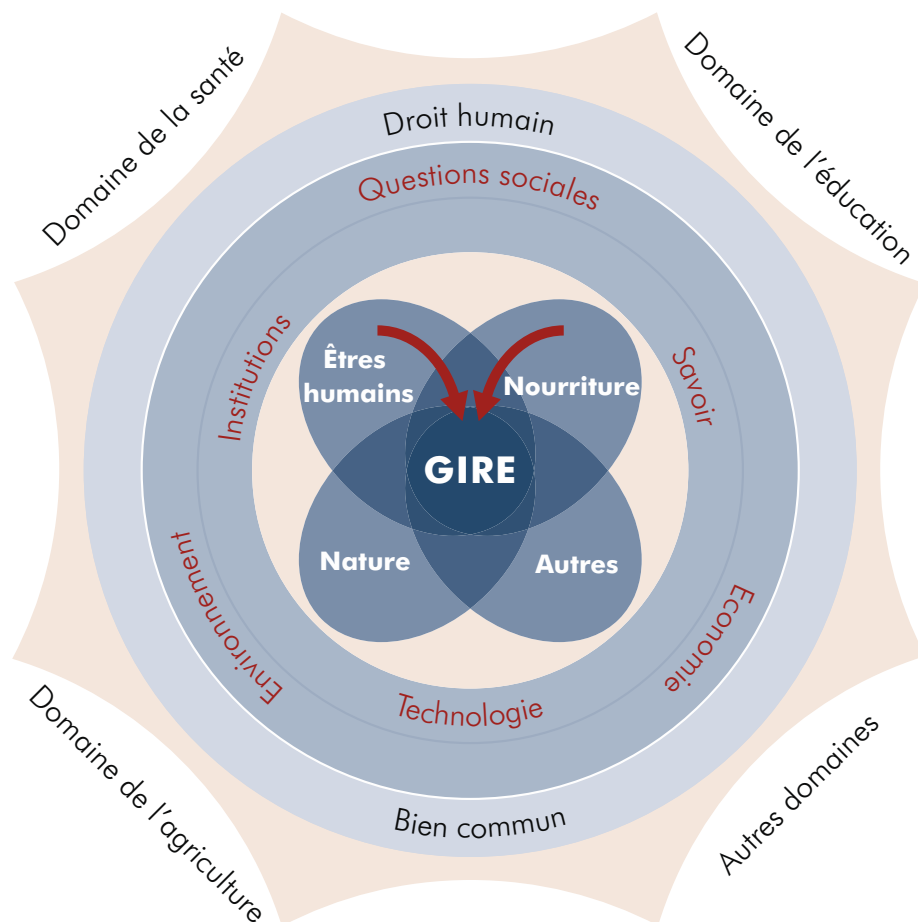 Domaine de la santé
Domaine de l'éducation
Droit humain
Questions sociales
Institutions
Savoir
Êtres
humains
Nourriture
GIRE
Nature
Autres
Environnement
Economie
Technologie
Bien commun
Domaine de l'agriculture
Autres domaines